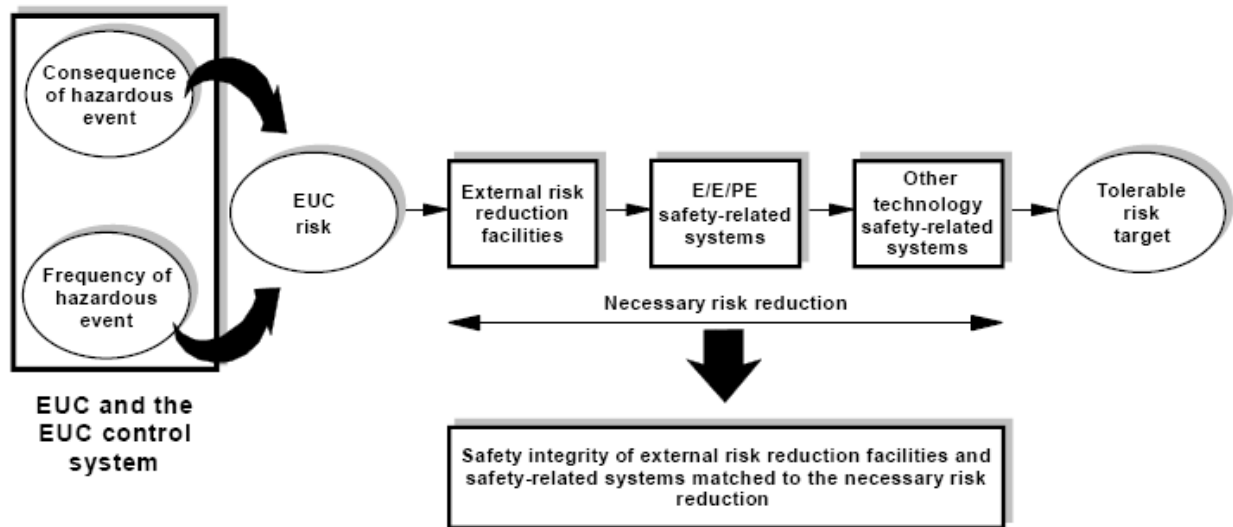 Consequence
of hazardous
event
Frequency of
hazardous
event
EUC and the
EUC control
system
EUC
risk
External risk
reduction
facilities
E/E/PE
safety-related
systems
Other
technology
safety-related
systems
Tolerable
risk
target
Necessary risk reduction
Safety integrity of external risk reduction facilities and
safety-related systems matched to the necessary risk
reduction